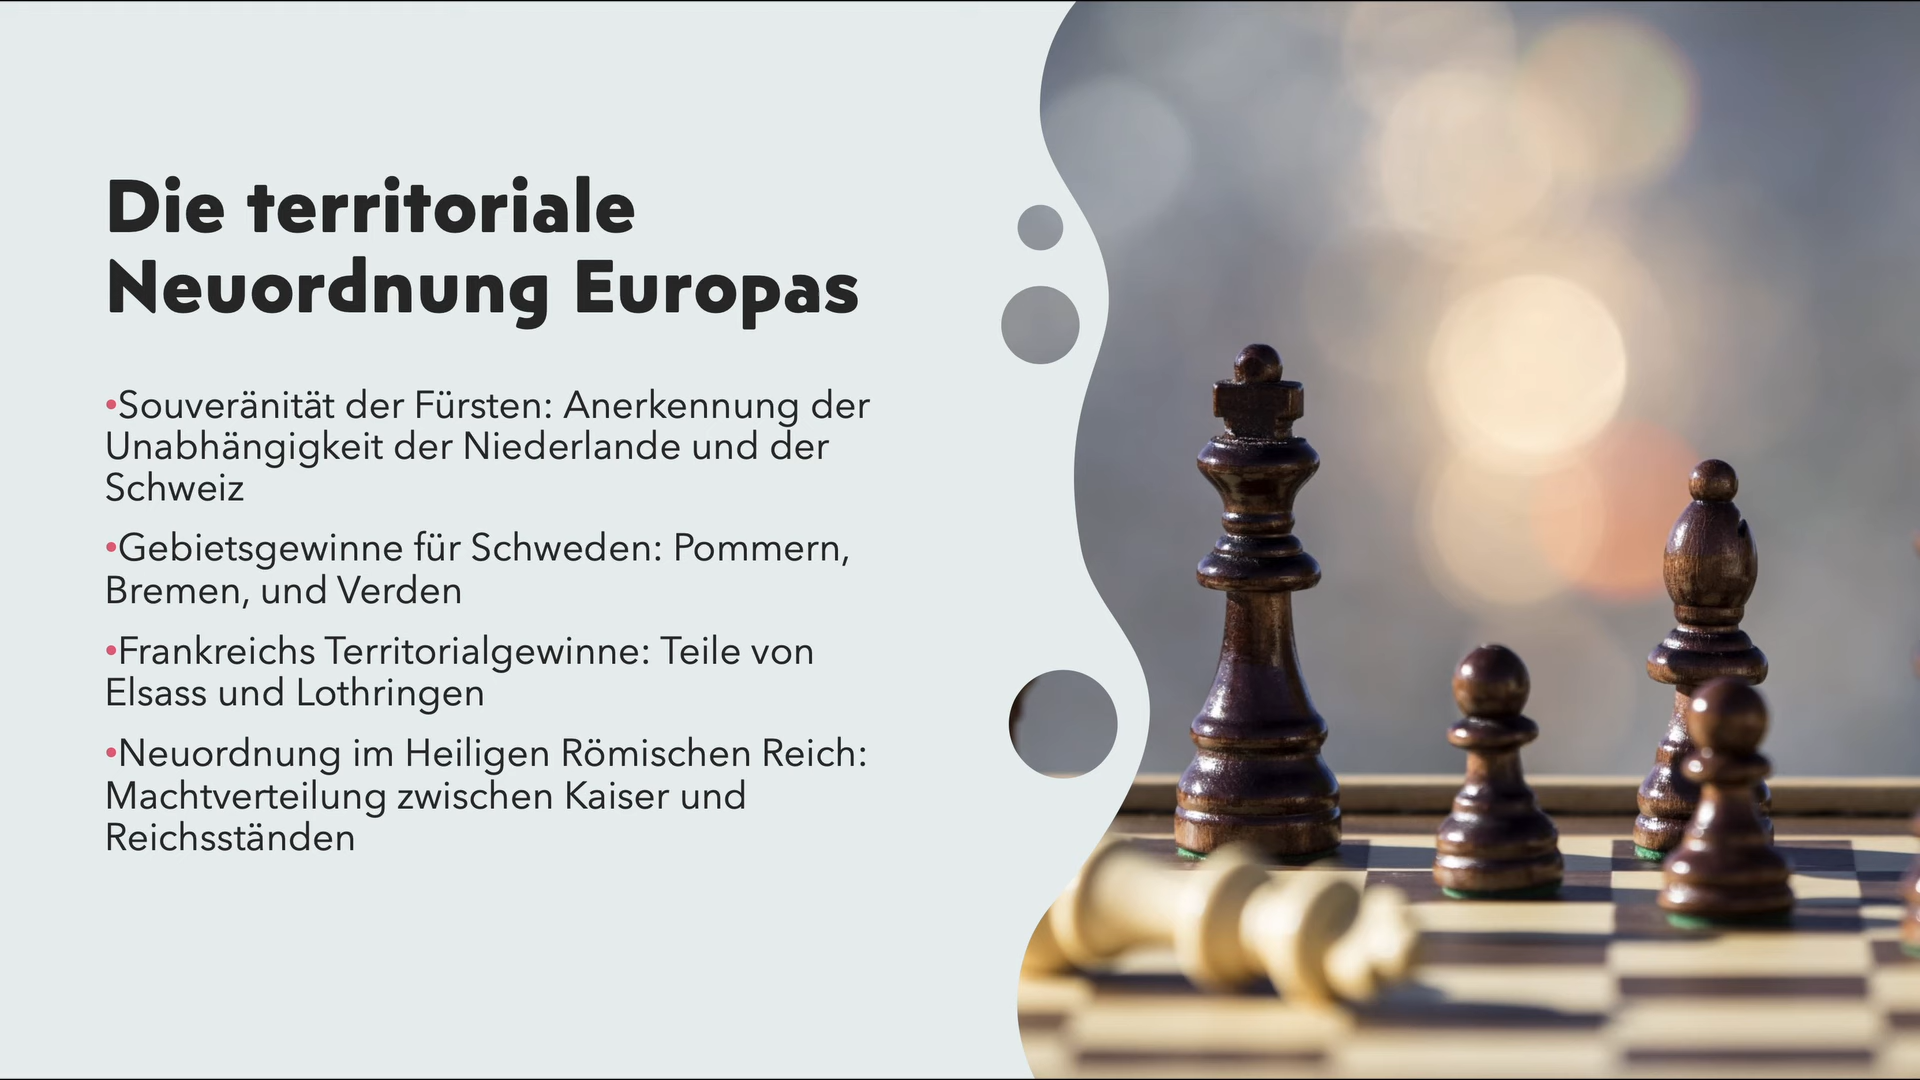 Die territoriale
Neuordnung Europas
•Souveränität der Fürsten: Anerkennung der
Unabhängigkeit der Niederlande und der
Schweiz
•Gebietsgewinne für Schweden: Pommern,
Bremen, und Verden
•Frankreichs Territorialgewinne: Teile von
Elsass und Lothringen
•Neuordnung im Heiligen Römischen Reich:
Machtverteilung zwischen Kaiser und
Reichsständen